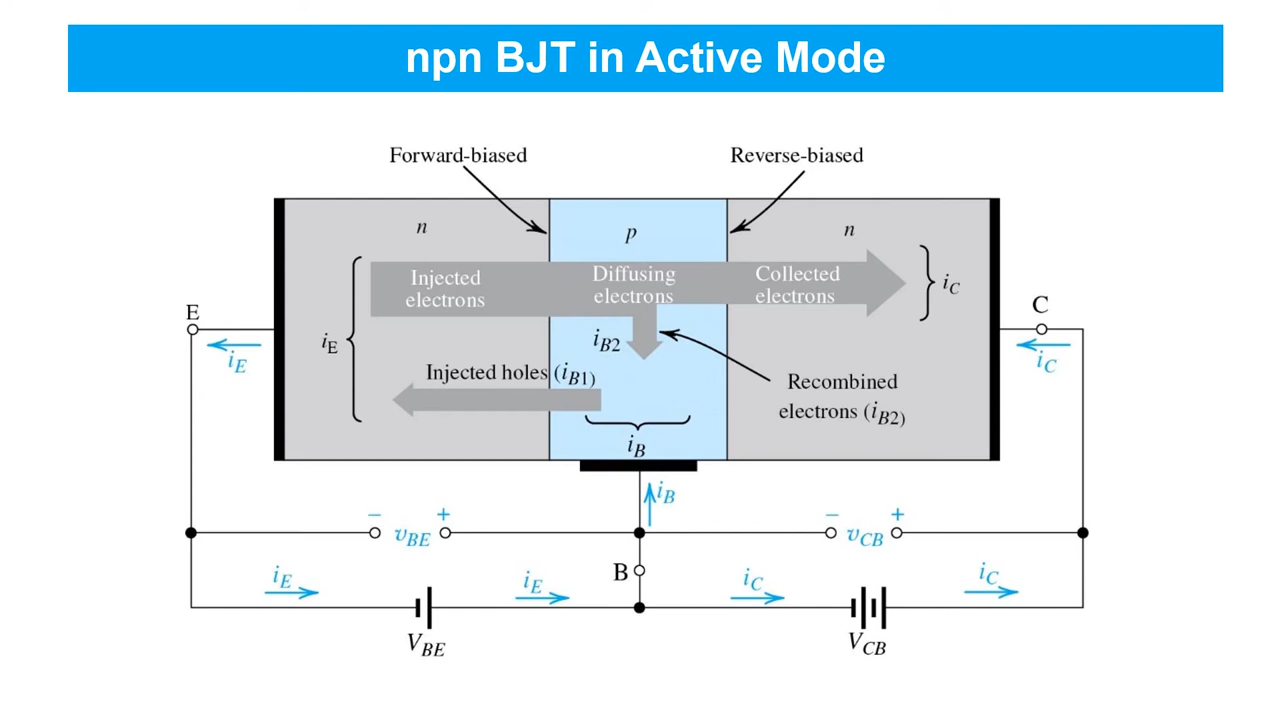 npn BJT in Active Mode
Forward-biased
Reverse-biased
n
p
n
Injected
electrons
Diffusing
electrons
Collected
electrons
iC
E
C
iE
iB2
iE
iC
Injected holes (iB1)
Recombined
electrons (iB2)
iB
iB
− vBE +
− vCB +
B
iE
iE
iC
iC
VBE
VCB